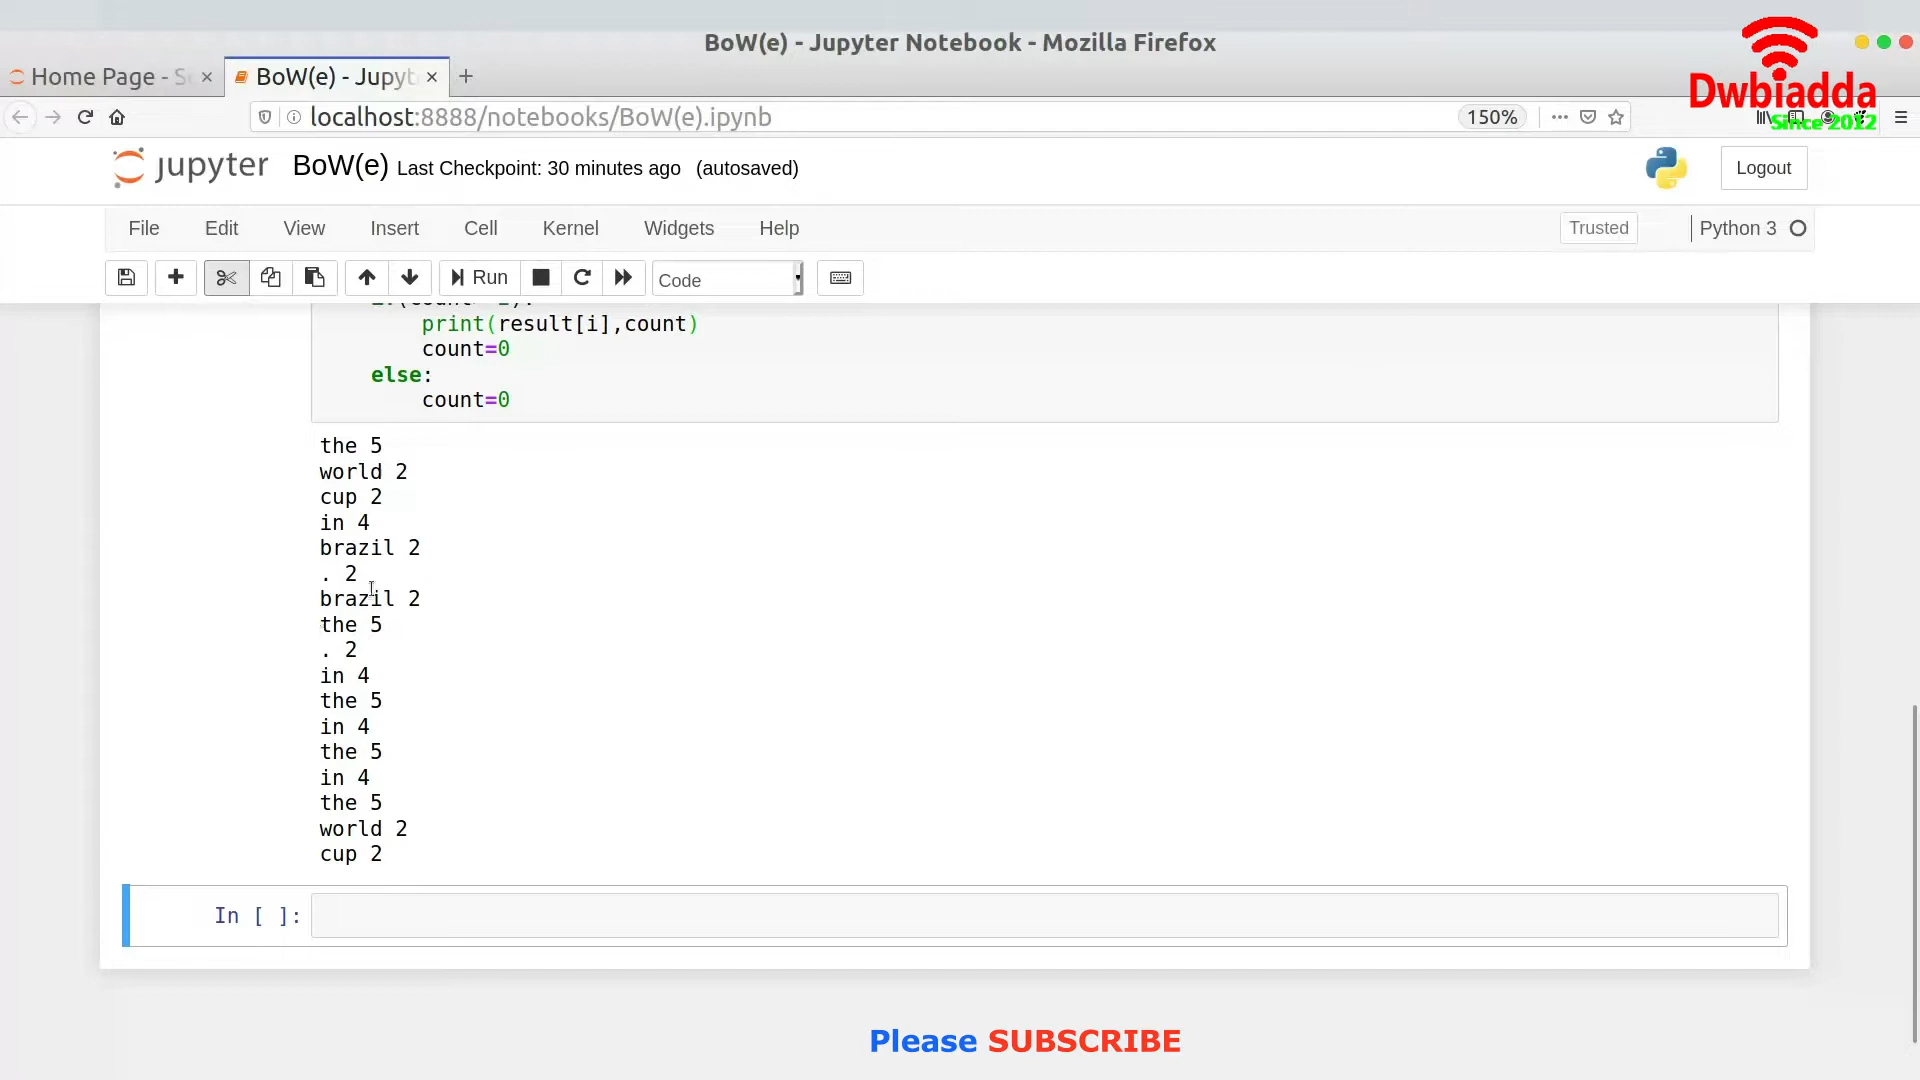 BoW(e) - Jupyter Notebook - Mozilla Firefox
Home Page - S
BoW(e) - Jupyt
localhost:8888/notebooks/BoW(e).ipynb
150%
Dwbiadda
Since 2012
jupyter BoW(e) Last Checkpoint: 30 minutes ago (autosaved)
Logout
File Edit View Insert Cell Kernel Widgets Help
Trusted
Python 3
Run
Code
print(result[i],count)
count=0
else:
count=0
the 5
world 2
cup 2
in 4
brazil 2
. 2
brazil 2
the 5
. 2
in 4
the 5
in 4
the 5
in 4
the 5
world 2
cup 2
In [ ]:
Please SUBSCRIBE